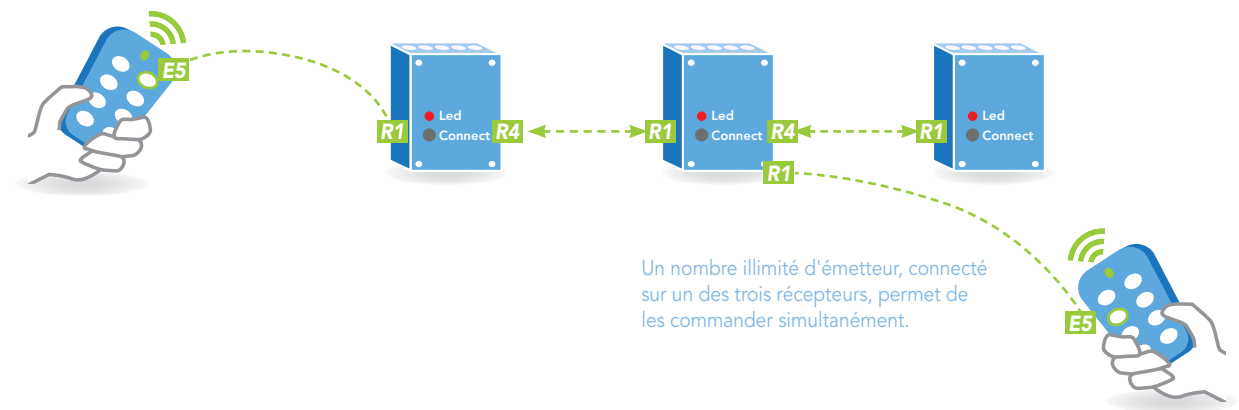 E5
Led
Connect
R1
R4
Led
Connect
R1
R4
R1
Led
Connect
R1
Un nombre illimité d'émetteur, connecté
sur un des trois récepteurs, permet de
les commander simultanément.
E5